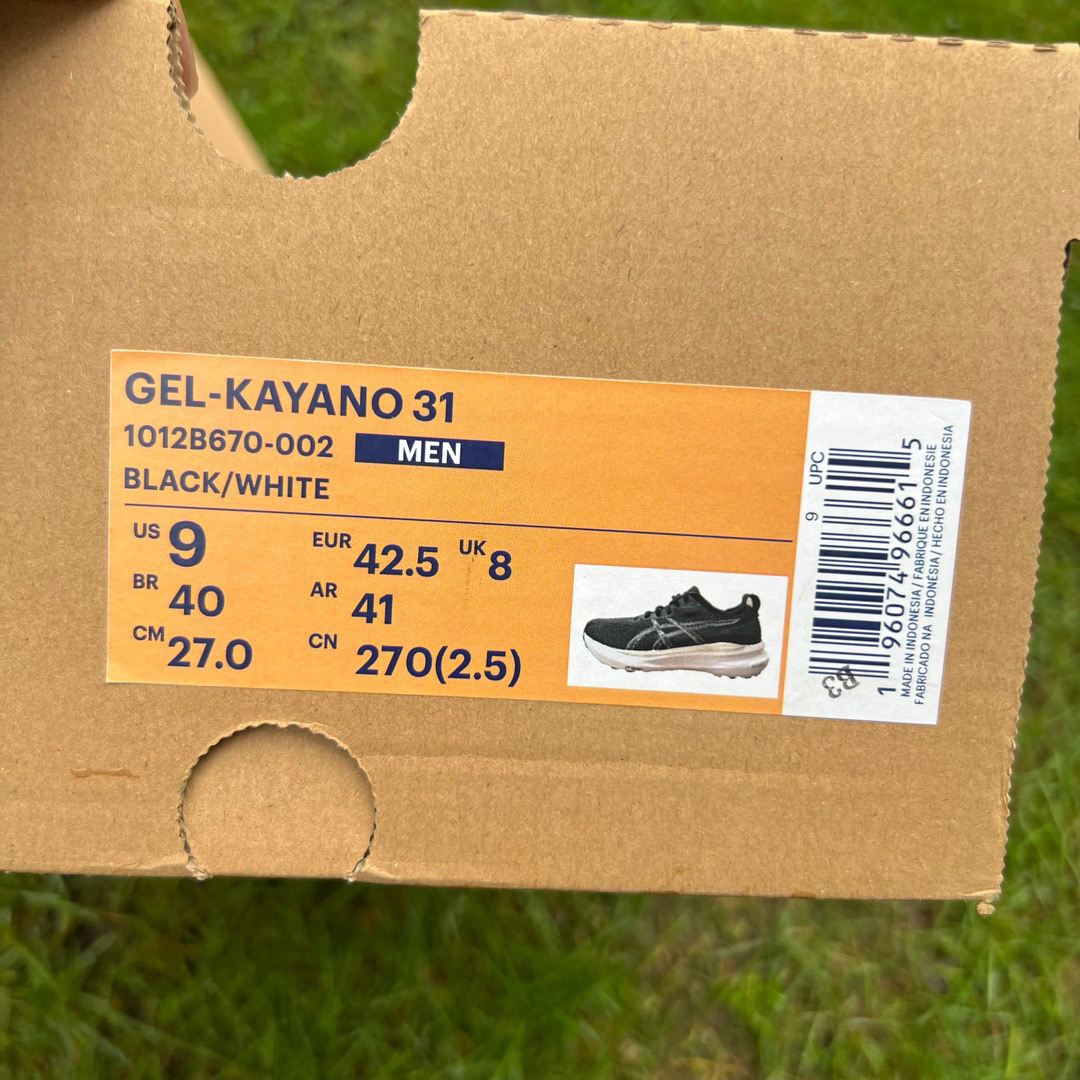 GEL-KAYANO 31
1012B670-002 MEN
BLACK/WHITE
US 9 EUR 42.5 UK 8
BR 40 AR 41
CM 27.0 CN 270(2.5)
UPC
9
1 96074 96661 5
B3
MADE IN INDONESIA / FABRIQUE EN INDONESIE
FABRICADO NA INDONÉSIA / HECHO EN INDONESIA